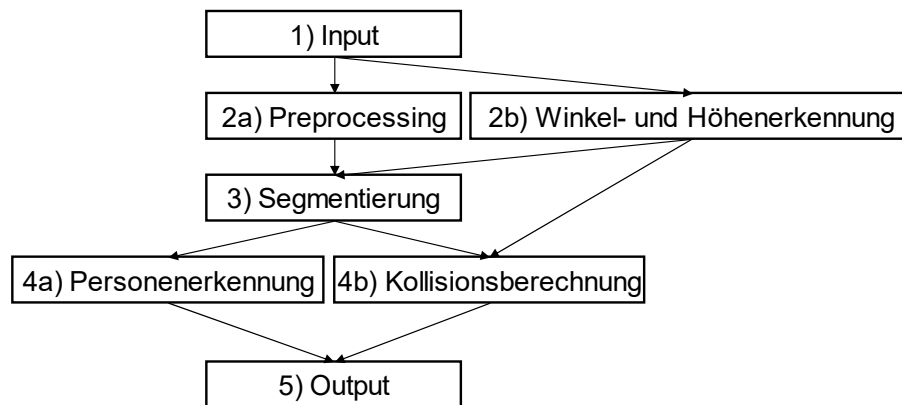 1) Input
2a) Preprocessing
2b) Winkel- und Höhenerkennung
3) Segmentierung
4a) Personenerkennung
4b) Kollisionsberechnung
5) Output